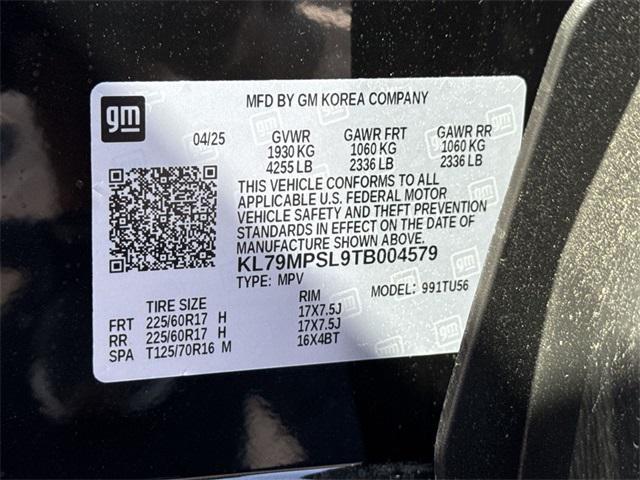 gm
MFD BY GM KOREA COMPANY
04/25 GVWR GAWR FRT GAWR RR
1930 KG 1060 KG 1060 KG
4255 LB 2336 LB 2336 LB
THIS VEHICLE CONFORMS TO ALL
APPLICABLE U.S. FEDERAL MOTOR
VEHICLE SAFETY AND THEFT PREVENTION
STANDARDS IN EFFECT ON THE DATE OF
MANUFACTURE SHOWN ABOVE.
KL79MPSL9TB004579
TYPE: MPV MODEL: 991TU56
TIRE SIZE RIM
FRT 225/60R17 H 17X7.5J
RR 225/60R17 H 17X7.5J
SPA T125/70R16 M 16X4BT